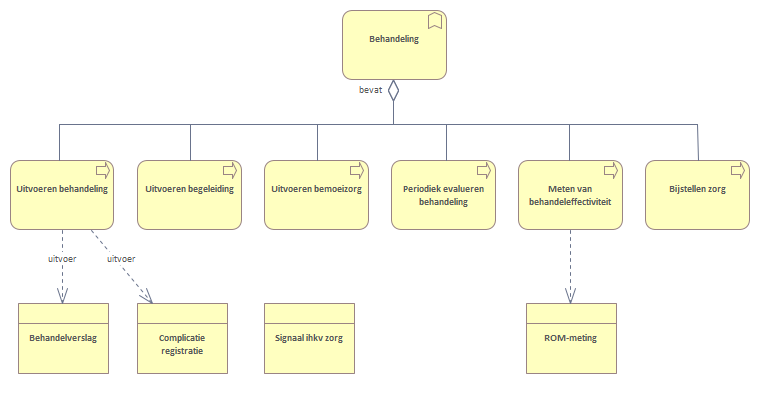 Behandeling
bevat
Uitvoeren behandeling
Uitvoeren begeleiding
Uitvoeren bemoeizorg
Periodiek evalueren
behandeling
Meten van
behandeleffectiviteit
Bijstellen zorg
uitvoer
uitvoer
Behandelverslag
Complicatie
registratie
Signaal ihkv zorg
ROM-meting